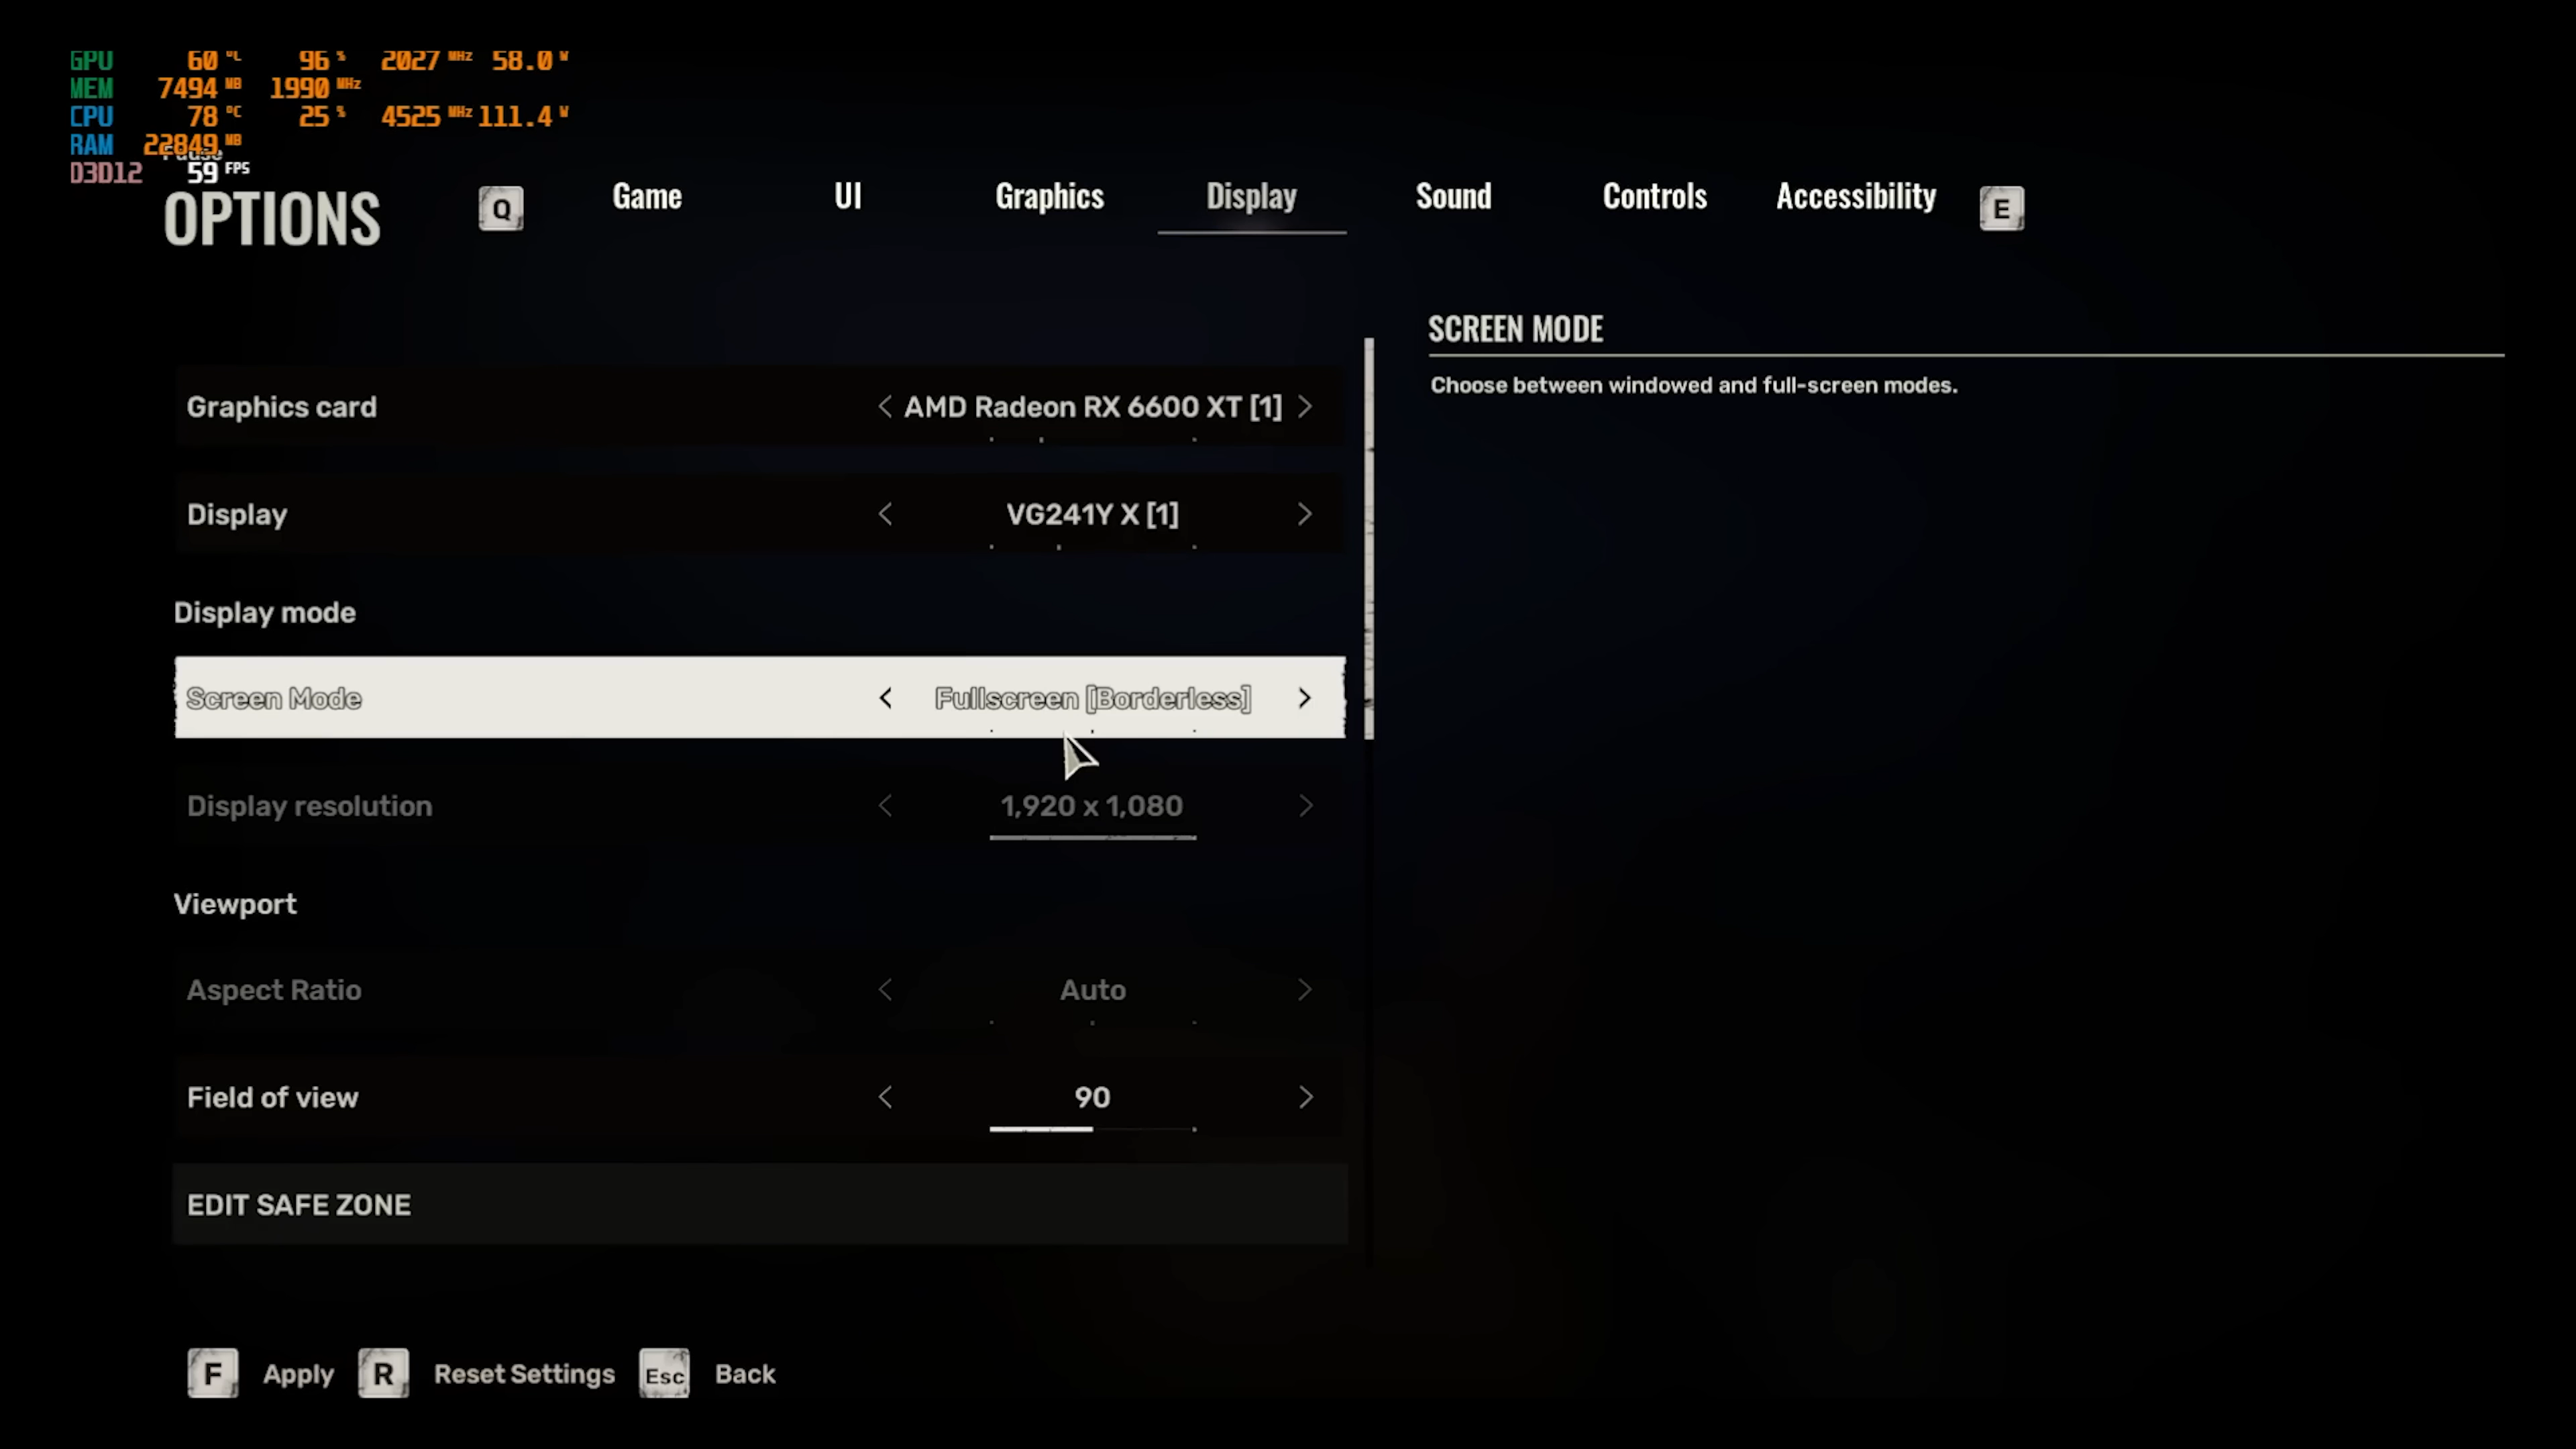 GPU 60 °C 96 % 2027 MHz 58.0 W
MEM 7494 MB 1990 MHz
CPU 78 °C 25 % 4525 MHz 111.4 W
RAM 22849 MB
Pause
D3D12 59 FPS
OPTIONS
Q Game UI Graphics Display Sound Controls Accessibility E
SCREEN MODE
Choose between windowed and full-screen modes.
Graphics card < AMD Radeon RX 6600 XT [1] >
Display < VG241Y X [1] >
Display mode
Screen Mode < Fullscreen [Borderless] >
Display resolution < 1,920 x 1,080 >
Viewport
Aspect Ratio < Auto >
Field of view < 90 >
EDIT SAFE ZONE
F Apply R Reset Settings Esc Back